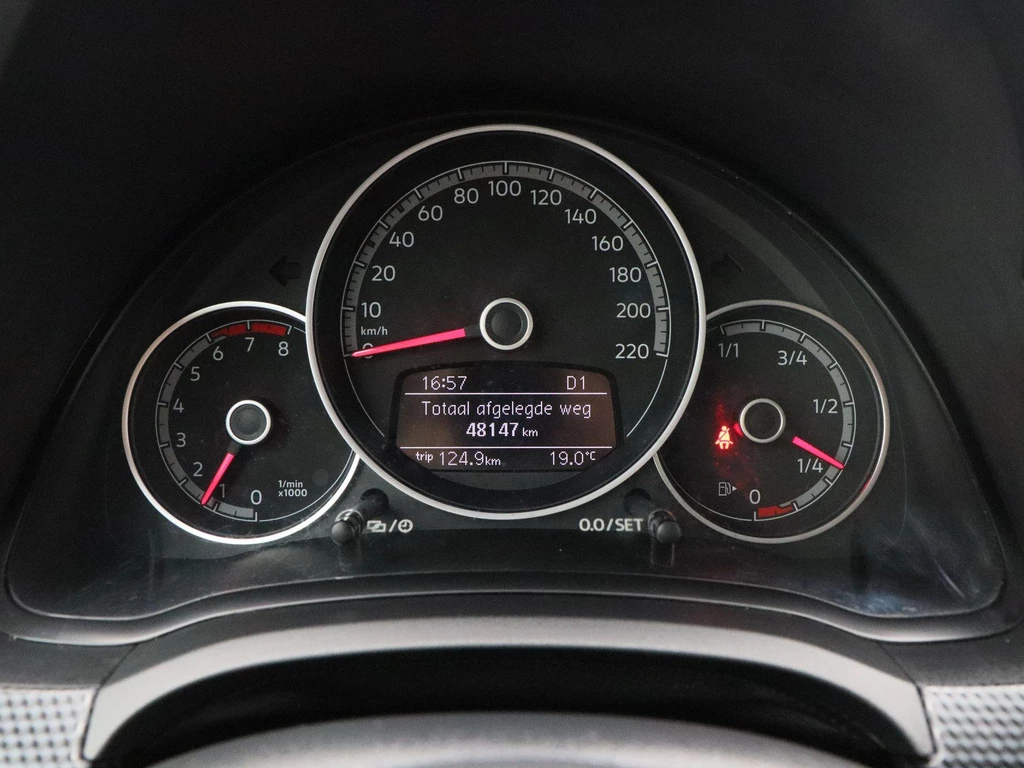 100
80
120
60
140
40
160
20
180
10
200
km/h
0
220
6 7 8
5
4
3
2
1
0
1/min
x1000
16:57 D1
Totaal afgelegde weg
48147 km
trip 124.9km 19.0°C
1/1
3/4
1/2
1/4
0
0.0/SET